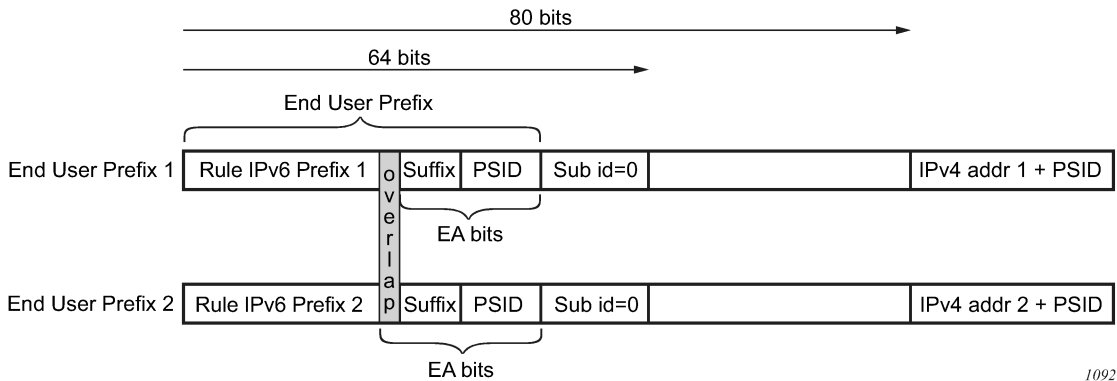 80 bits
64 bits
End User Prefix
End User Prefix 1 Rule IPv6 Prefix 1 Suffix PSID Sub id=0 IPv4 addr 1 + PSID
overlap
EA bits
End User Prefix 2 Rule IPv6 Prefix 2 Suffix PSID Sub id=0 IPv4 addr 2 + PSID
EA bits
1092